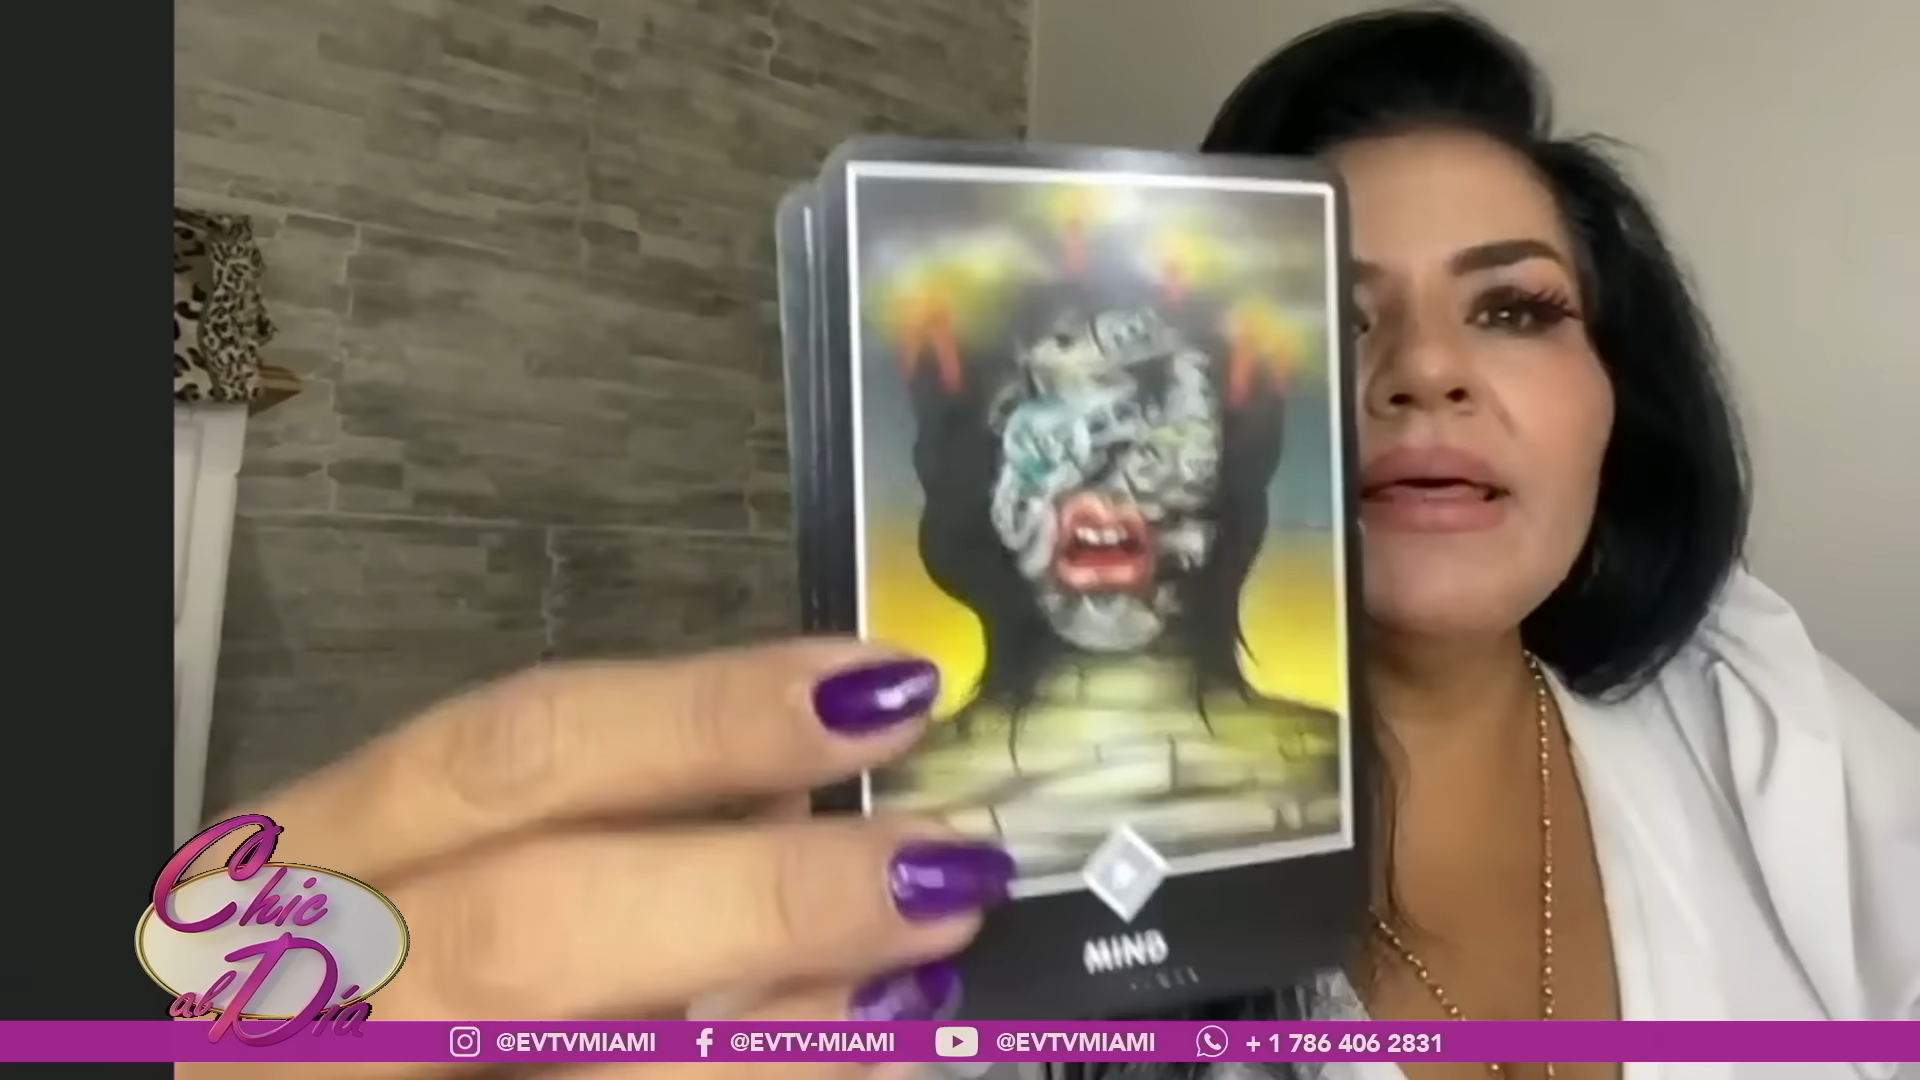 MIND
Chic
al Día
@EVTVMIAMI
@EVTV-MIAMI
@EVTVMIAMI
+ 1 786 406 2831